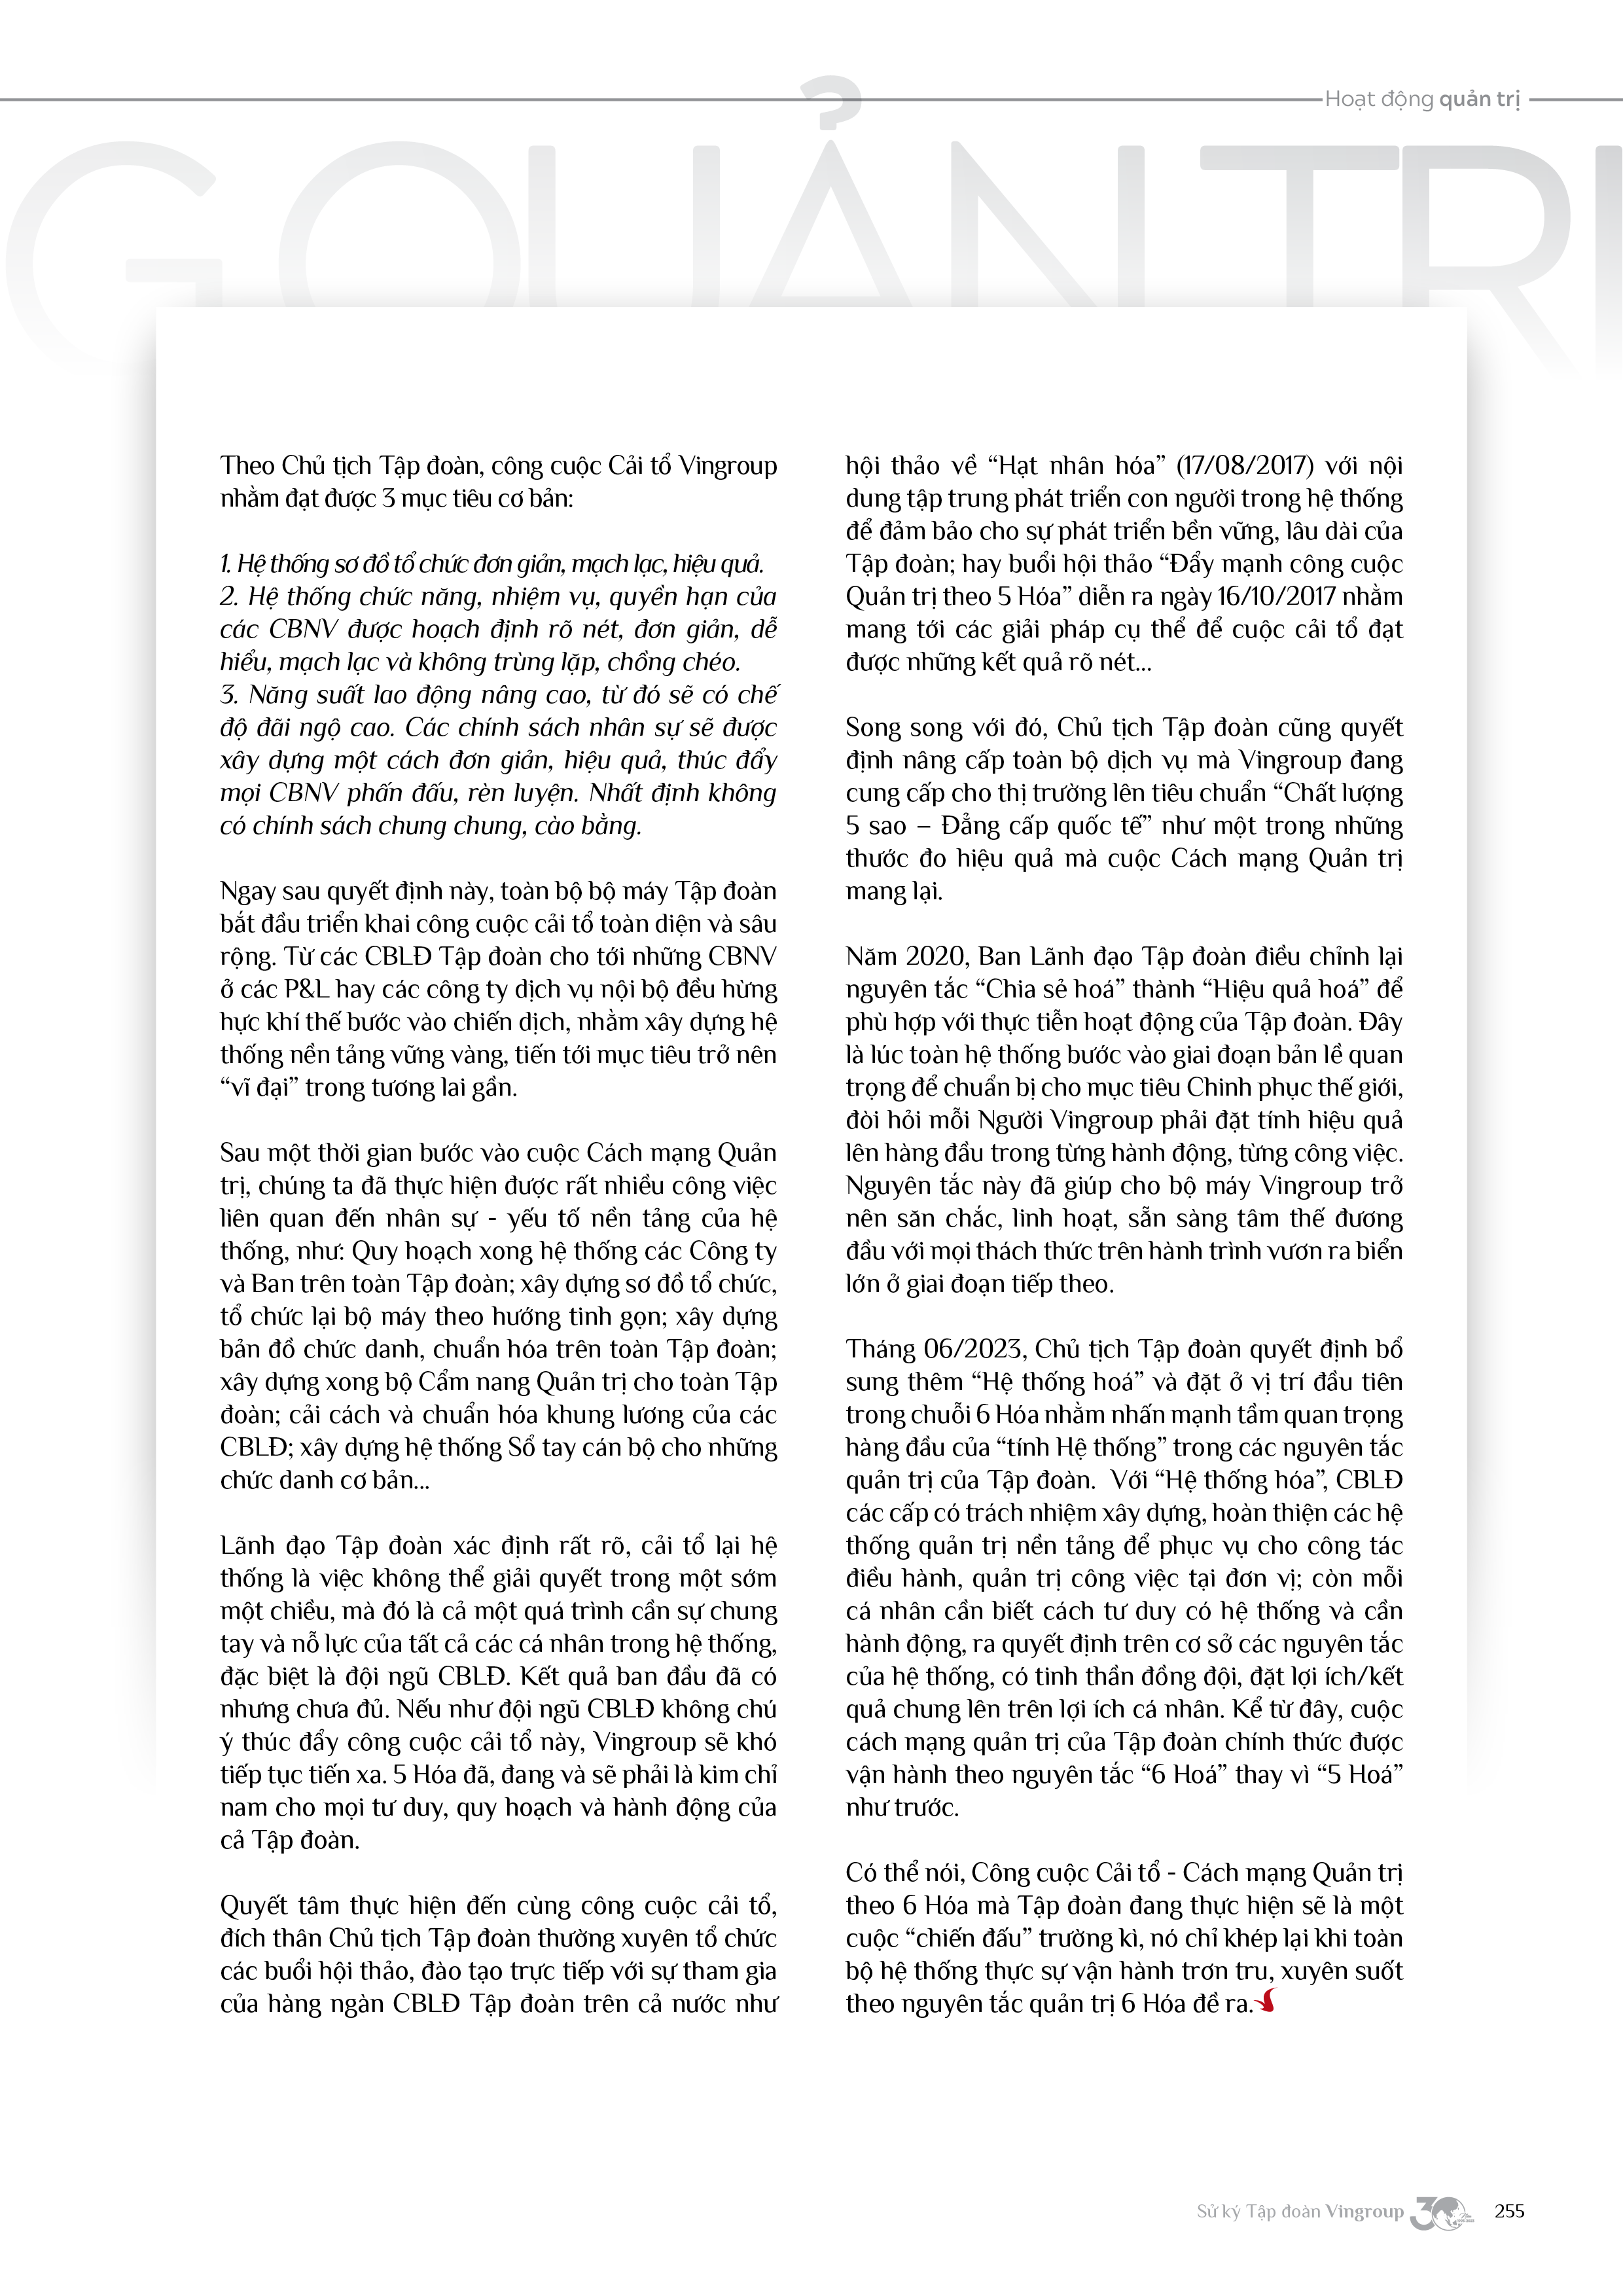 Hoạt động quản trị
G QUẢN TRỊ
Theo Chủ tịch Tập đoàn, công cuộc Cải tổ Vingroup
nhằm đạt được 3 mục tiêu cơ bản:
1. Hệ thống sơ đồ tổ chức đơn giản, mạch lạc, hiệu quả.
2. Hệ thống chức năng, nhiệm vụ, quyền hạn của
các CBNV được hoạch định rõ nét, đơn giản, dễ
hiểu, mạch lạc và không trùng lặp, chồng chéo.
3. Năng suất lao động nâng cao, từ đó sẽ có chế
độ đãi ngộ cao. Các chính sách nhân sự sẽ được
xây dựng một cách đơn giản, hiệu quả, thúc đẩy
mọi CBNV phấn đấu, rèn luyện. Nhất định không
có chính sách chung chung, cào bằng.
Ngay sau quyết định này, toàn bộ bộ máy Tập đoàn
bắt đầu triển khai công cuộc cải tổ toàn diện và sâu
rộng. Từ các CBLĐ Tập đoàn cho tới những CBNV
ở các P&L hay các công ty dịch vụ nội bộ đều hừng
hực khí thế bước vào chiến dịch, nhằm xây dựng hệ
thống nền tảng vững vàng, tiến tới mục tiêu trở nên
“vĩ đại” trong tương lai gần.
Sau một thời gian bước vào cuộc Cách mạng Quản
trị, chúng ta đã thực hiện được rất nhiều công việc
liên quan đến nhân sự - yếu tố nền tảng của hệ
thống, như: Quy hoạch xong hệ thống các Công ty
và Ban trên toàn Tập đoàn; xây dựng sơ đồ tổ chức,
tổ chức lại bộ máy theo hướng tinh gọn; xây dựng
bản đồ chức danh, chuẩn hóa trên toàn Tập đoàn;
xây dựng xong bộ Cẩm nang Quản trị cho toàn Tập
đoàn; cải cách và chuẩn hóa khung lương của các
CBLĐ; xây dựng hệ thống Sổ tay cán bộ cho những
chức danh cơ bản...
Lãnh đạo Tập đoàn xác định rất rõ, cải tổ lại hệ
thống là việc không thể giải quyết trong một sớm
một chiều, mà đó là cả một quá trình cần sự chung
tay và nỗ lực của tất cả các cá nhân trong hệ thống,
đặc biệt là đội ngũ CBLĐ. Kết quả ban đầu đã có
nhưng chưa đủ. Nếu như đội ngũ CBLĐ không chú
ý thúc đẩy công cuộc cải tổ này, Vingroup sẽ khó
tiếp tục tiến xa. 5 Hóa đã, đang và sẽ phải là kim chỉ
nam cho mọi tư duy, quy hoạch và hành động của
cả Tập đoàn.
Quyết tâm thực hiện đến cùng công cuộc cải tổ,
đích thân Chủ tịch Tập đoàn thường xuyên tổ chức
các buổi hội thảo, đào tạo trực tiếp với sự tham gia
của hàng ngàn CBLĐ Tập đoàn trên cả nước như
hội thảo về “Hạt nhân hóa” (17/08/2017) với nội
dung tập trung phát triển con người trong hệ thống
để đảm bảo cho sự phát triển bền vững, lâu dài của
Tập đoàn; hay buổi hội thảo “Đẩy mạnh công cuộc
Quản trị theo 5 Hóa” diễn ra ngày 16/10/2017 nhằm
mang tới các giải pháp cụ thể để cuộc cải tổ đạt
được những kết quả rõ nét...
Song song với đó, Chủ tịch Tập đoàn cũng quyết
định nâng cấp toàn bộ dịch vụ mà Vingroup đang
cung cấp cho thị trường lên tiêu chuẩn “Chất lượng
5 sao – Đẳng cấp quốc tế” như một trong những
thước đo hiệu quả mà cuộc Cách mạng Quản trị
mang lại.
Năm 2020, Ban Lãnh đạo Tập đoàn điều chỉnh lại
nguyên tắc “Chia sẻ hoá” thành “Hiệu quả hoá” để
phù hợp với thực tiễn hoạt động của Tập đoàn. Đây
là lúc toàn hệ thống bước vào giai đoạn bản lề quan
trọng để chuẩn bị cho mục tiêu Chinh phục thế giới,
đòi hỏi mỗi Người Vingroup phải đặt tính hiệu quả
lên hàng đầu trong từng hành động, từng công việc.
Nguyên tắc này đã giúp cho bộ máy Vingroup trở
nên săn chắc, linh hoạt, sẵn sàng tâm thế đương
đầu với mọi thách thức trên hành trình vươn ra biển
lớn ở giai đoạn tiếp theo.
Tháng 06/2023, Chủ tịch Tập đoàn quyết định bổ
sung thêm “Hệ thống hoá” và đặt ở vị trí đầu tiên
trong chuỗi 6 Hóa nhằm nhấn mạnh tầm quan trọng
hàng đầu của “tính Hệ thống” trong các nguyên tắc
quản trị của Tập đoàn. Với “Hệ thống hóa”, CBLĐ
các cấp có trách nhiệm xây dựng, hoàn thiện các hệ
thống quản trị nền tảng để phục vụ cho công tác
điều hành, quản trị công việc tại đơn vị; còn mỗi
cá nhân cần biết cách tư duy có hệ thống và cần
hành động, ra quyết định trên cơ sở các nguyên tắc
của hệ thống, có tinh thần đồng đội, đặt lợi ích/kết
quả chung lên trên lợi ích cá nhân. Kể từ đây, cuộc
cách mạng quản trị của Tập đoàn chính thức được
vận hành theo nguyên tắc “6 Hoá” thay vì “5 Hoá”
như trước.
Có thể nói, Công cuộc Cải tổ - Cách mạng Quản trị
theo 6 Hóa mà Tập đoàn đang thực hiện sẽ là một
cuộc “chiến đấu” trường kì, nó chỉ khép lại khi toàn
bộ hệ thống thực sự vận hành trơn tru, xuyên suốt
theo nguyên tắc quản trị 6 Hóa đề ra.
Sử ký Tập đoàn Vingroup 30 255